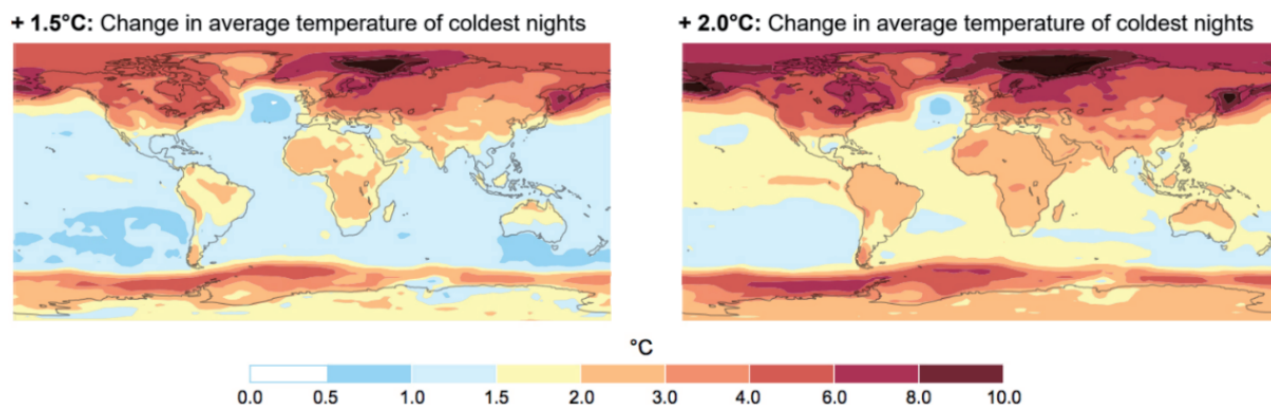 + 1.5°C: Change in average temperature of coldest nights
+ 2.0°C: Change in average temperature of coldest nights
°C
0.0 0.5 1.0 1.5 2.0 3.0 4.0 6.0 8.0 10.0